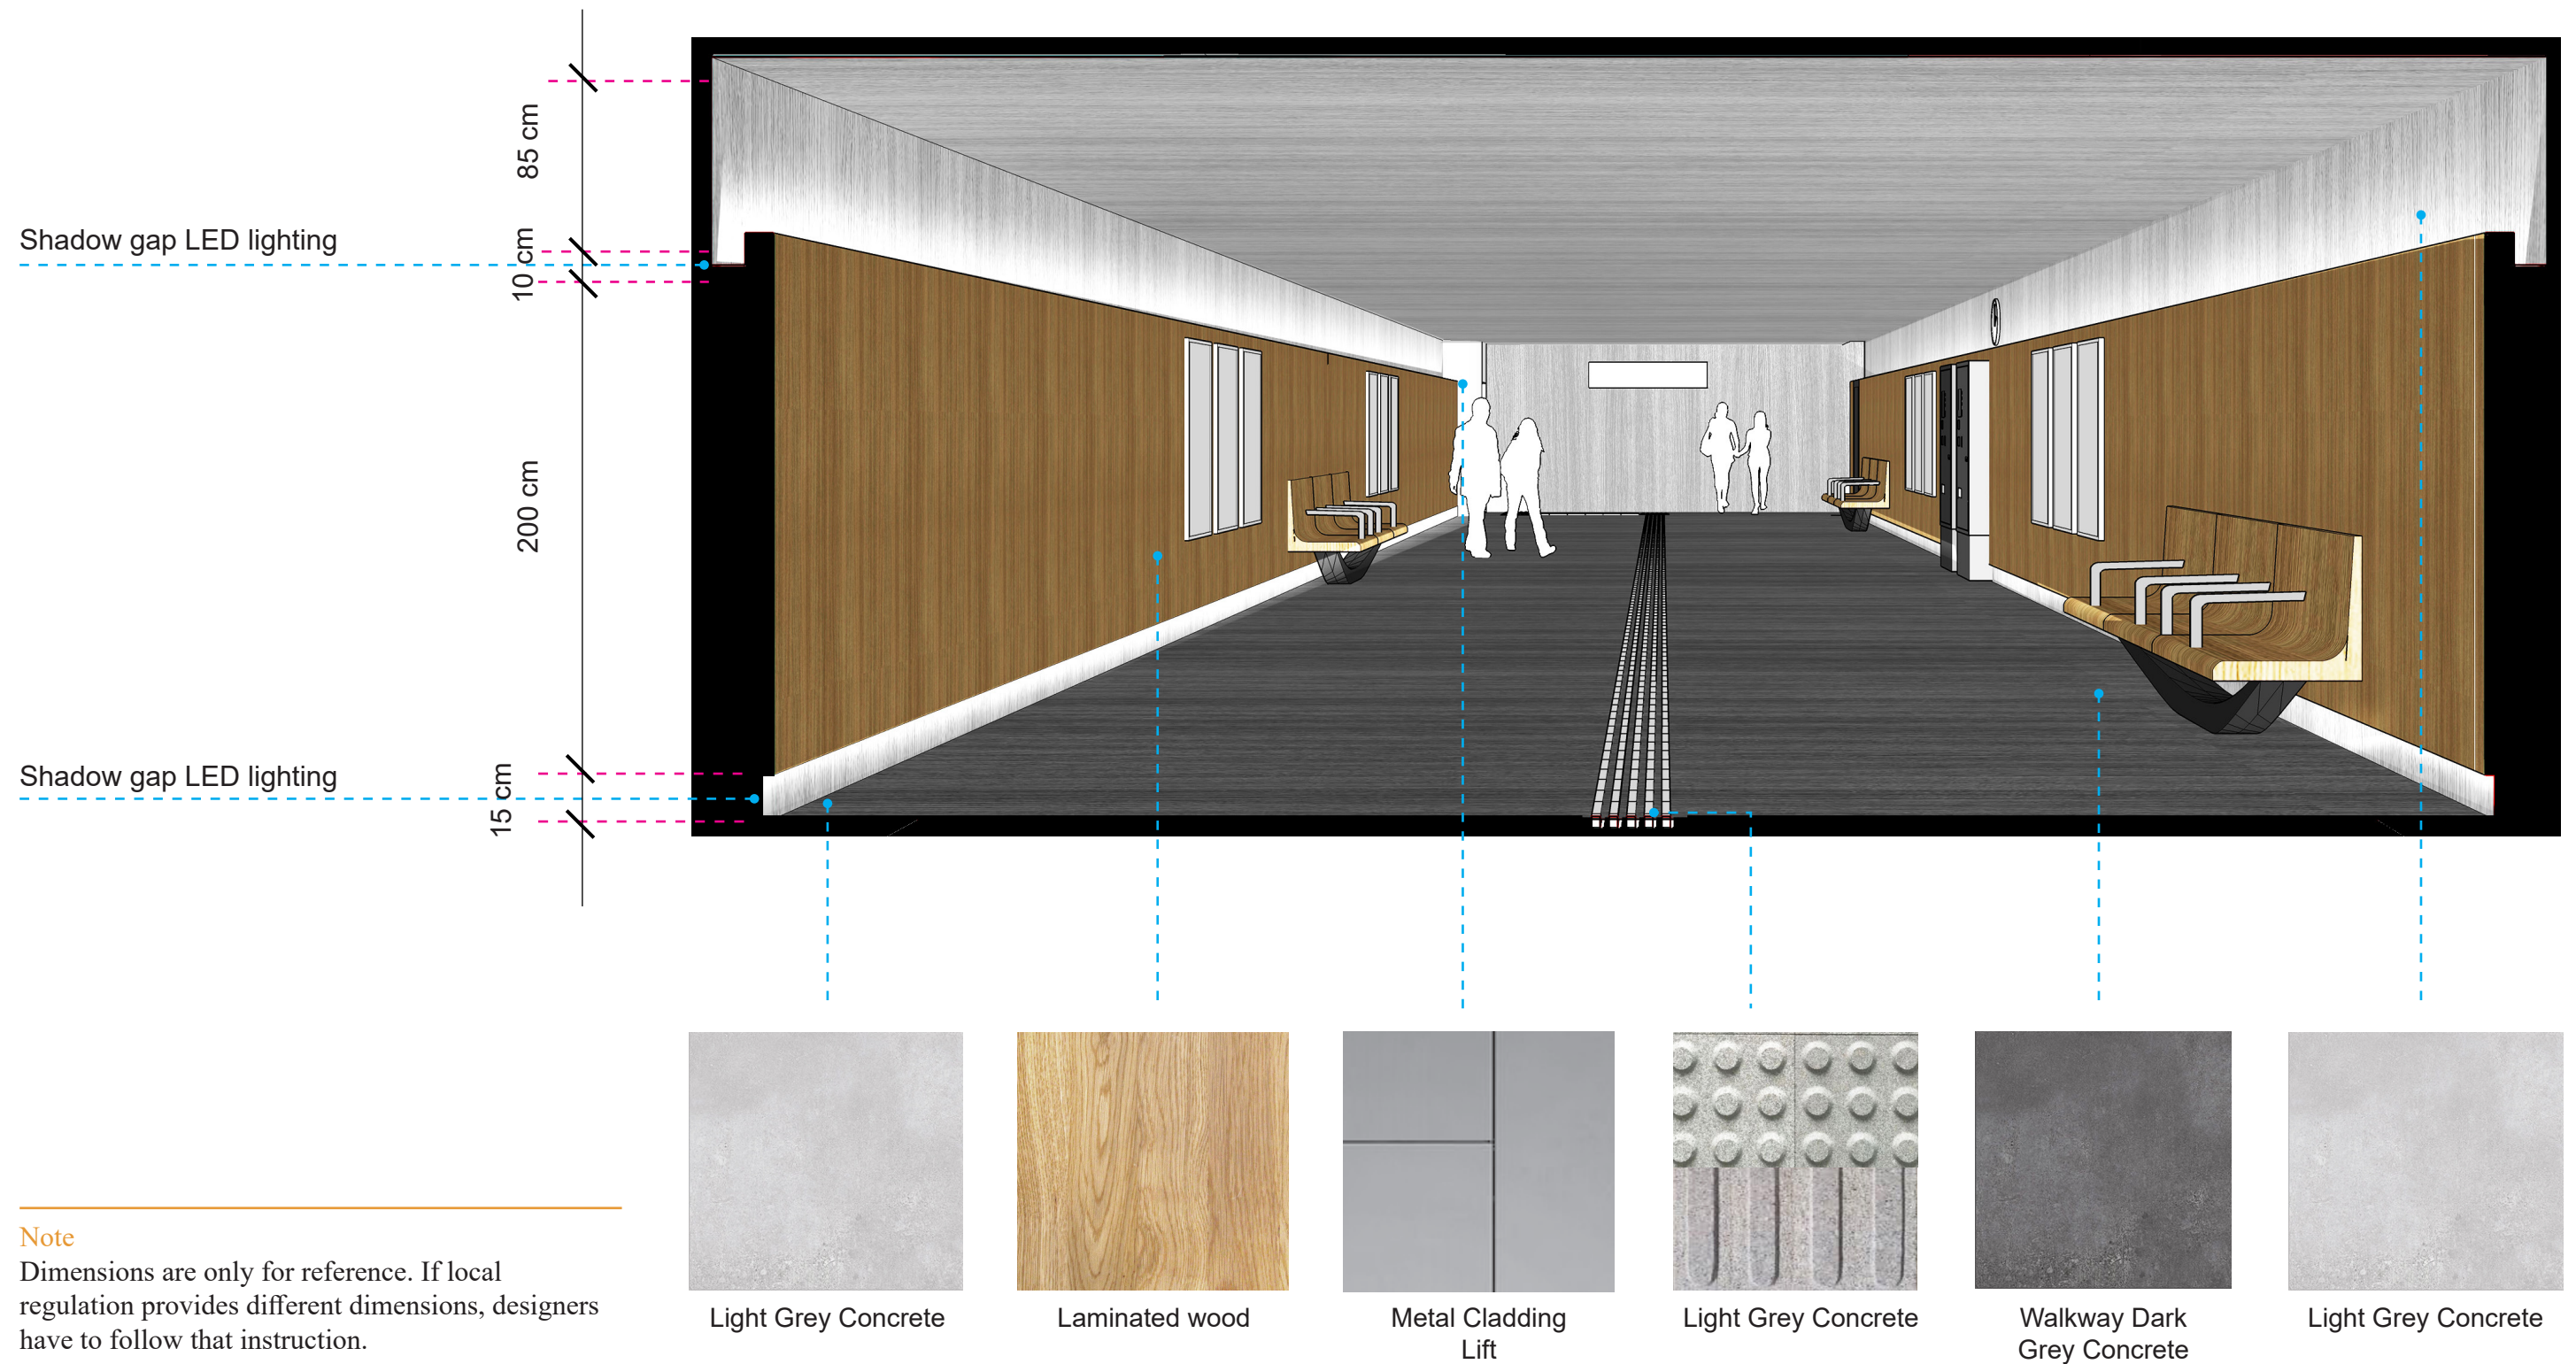 85 cm
Shadow gap LED lighting
10 cm
200 cm
Shadow gap LED lighting
15 cm
Note
Dimensions are only for reference. If local
regulation provides different dimensions, designers
have to follow that instruction.
Light Grey Concrete
Laminated wood
Metal Cladding
Lift
Light Grey Concrete
Walkway Dark
Grey Concrete
Light Grey Concrete